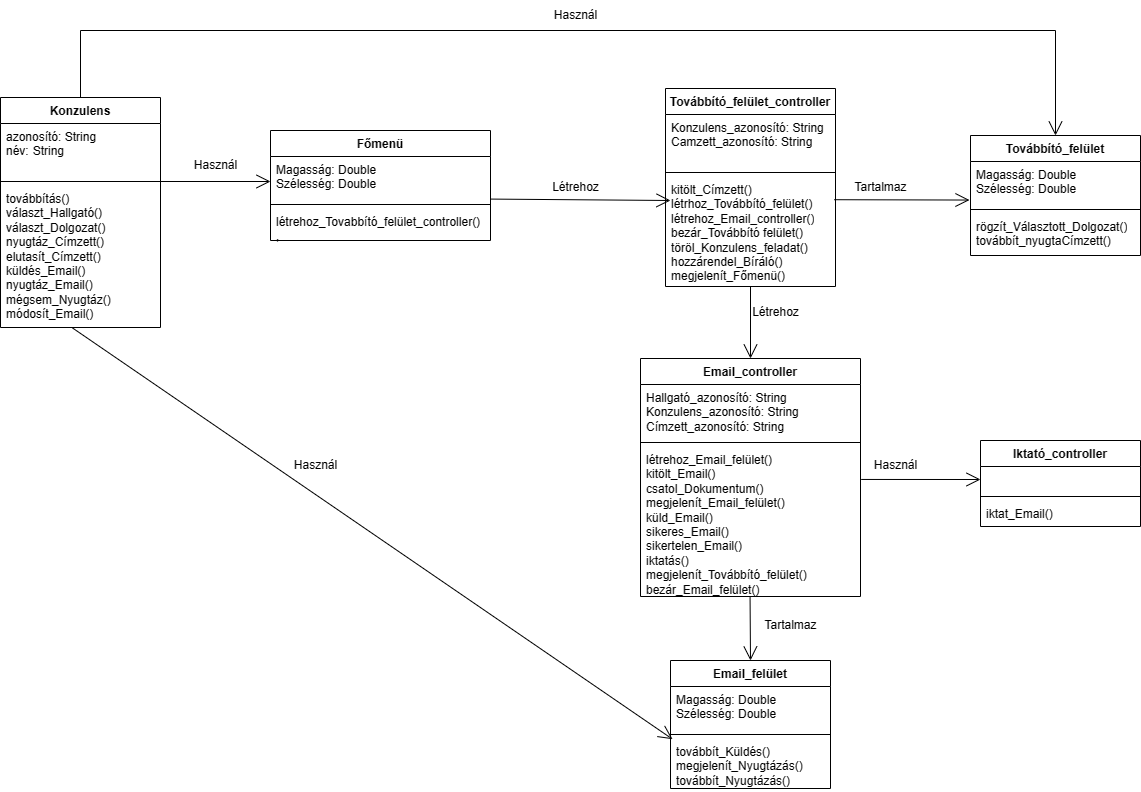 Használ
Konzulens
azonosító: String
név: String
továbbítás()
választ_Hallgató()
választ_Dolgozat()
nyugtáz_Címzett()
elutasít_Címzett()
küldés_Email()
nyugtáz_Email()
mégsem_Nyugtáz()
módosít_Email()
Használ
Főmenü
Magasság: Double
Szélesség: Double
létrehoz_Tovabbító_felület_controller()
Létrehoz
Továbbító_felület_controller
Konzulens_azonosító: String
Camzett_azonosító: String
kitölt_Címzett()
létrhoz_Továbbító_felület()
létrehoz_Email_controller()
bezár_Továbbító felület()
töröl_Konzulens_feladat()
hozzárendel_Bíráló()
megjelenít_Főmenü()
Tartalmaz
Továbbító_felület
Magasság: Double
Szélesség: Double
rögzít_Választott_Dolgozat()
továbbít_nyugtaCímzett()
Létrehoz
Email_controller
Hallgató_azonosító: String
Konzulens_azonosító: String
Címzett_azonosító: String
létrehoz_Email_felület()
kitölt_Email()
csatol_Dokumentum()
megjelenít_Email_felület()
küld_Email()
sikeres_Email()
sikertelen_Email()
iktatás()
megjelenít_Továbbító_felület()
bezár_Email_felület()
Használ
Iktató_controller
iktat_Email()
Használ
Tartalmaz
Email_felület
Magasság: Double
Szélesség: Double
továbbít_Küldés()
megjelenít_Nyugtázás()
továbbít_Nyugtázás()